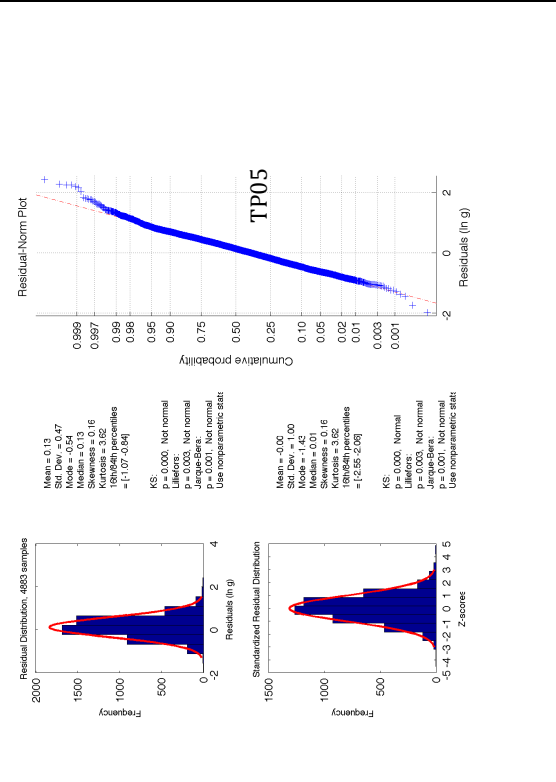 Residual Distribution, 4883 samples
2000
1500
1000
500
0
Frequency
-2
0
2
4
Residuals (ln g)
Mean = 0.13
Std. Dev. = 0.47
Mode = -0.54
Median = 0.13
Skewness = 0.16
Kurtosis = 3.62
16th/84th percentiles
= [-1.07 -0.84]
KS:
p = 0.000, Not normal
Lillefors:
p = 0.003, Not normal
Jarque-Bera:
p = 0.001, Not normal
Use nonparametric stats
Standardized Residual Distribution
1500
1000
500
0
Frequency
-5
-4
-3
-2
-1
0
1
2
3
4
5
Z-scores
Mean = -0.00
Std. Dev. = 1.00
Mode = -1.43
Median = 0.01
Skewness = 0.16
Kurtosis = 3.62
16th/84th percentiles
= [-2.55 -2.06]
KS:
p = 0.000, Normal
Lillefors:
p = 0.003, Not normal
Jarque-Bera:
p = 0.001, Not normal
Use nonparametric stats
Residual-Norm Plot
0.999
0.997
0.99
0.98
0.95
0.90
0.75
0.50
0.25
0.10
0.05
0.02
0.01
0.003
0.001
Cumulative probability
-2
0
2
Residuals (ln g)
TP05